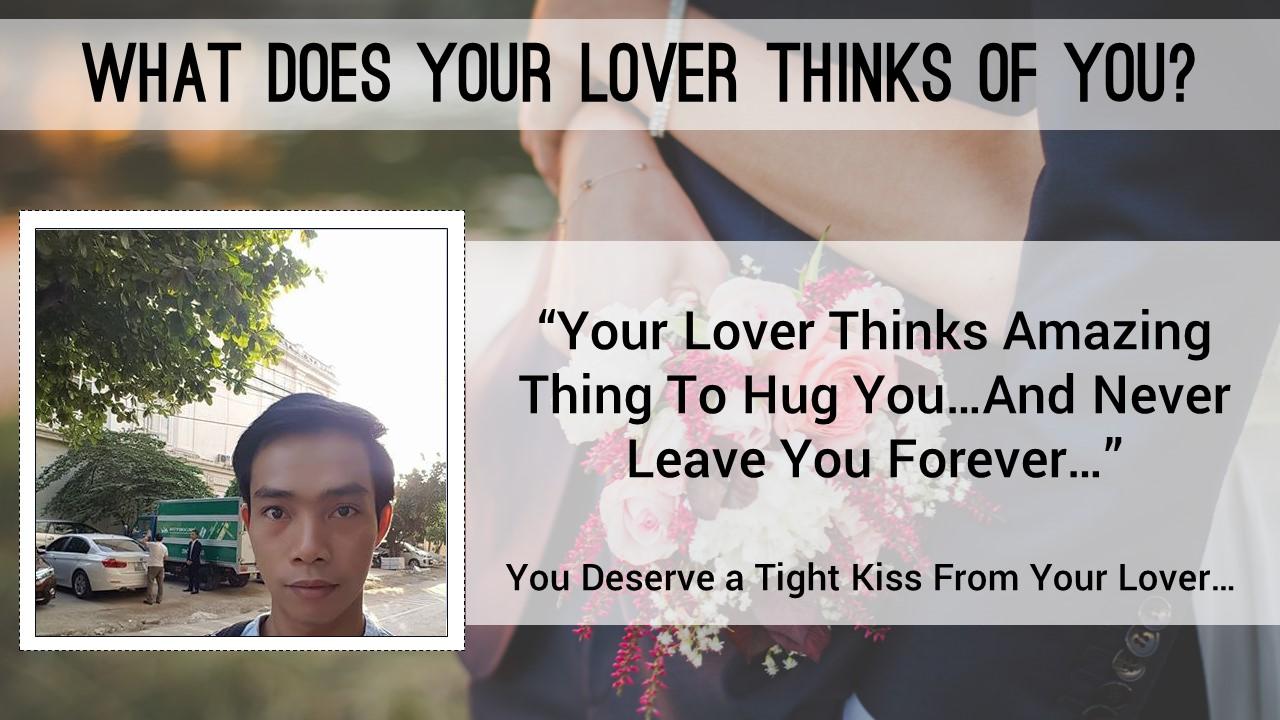 WHAT DOES YOUR LOVER THINKS OF YOU?
“Your Lover Thinks Amazing
Thing To Hug You...And Never
Leave You Forever...”
You Deserve a Tight Kiss From Your Lover...